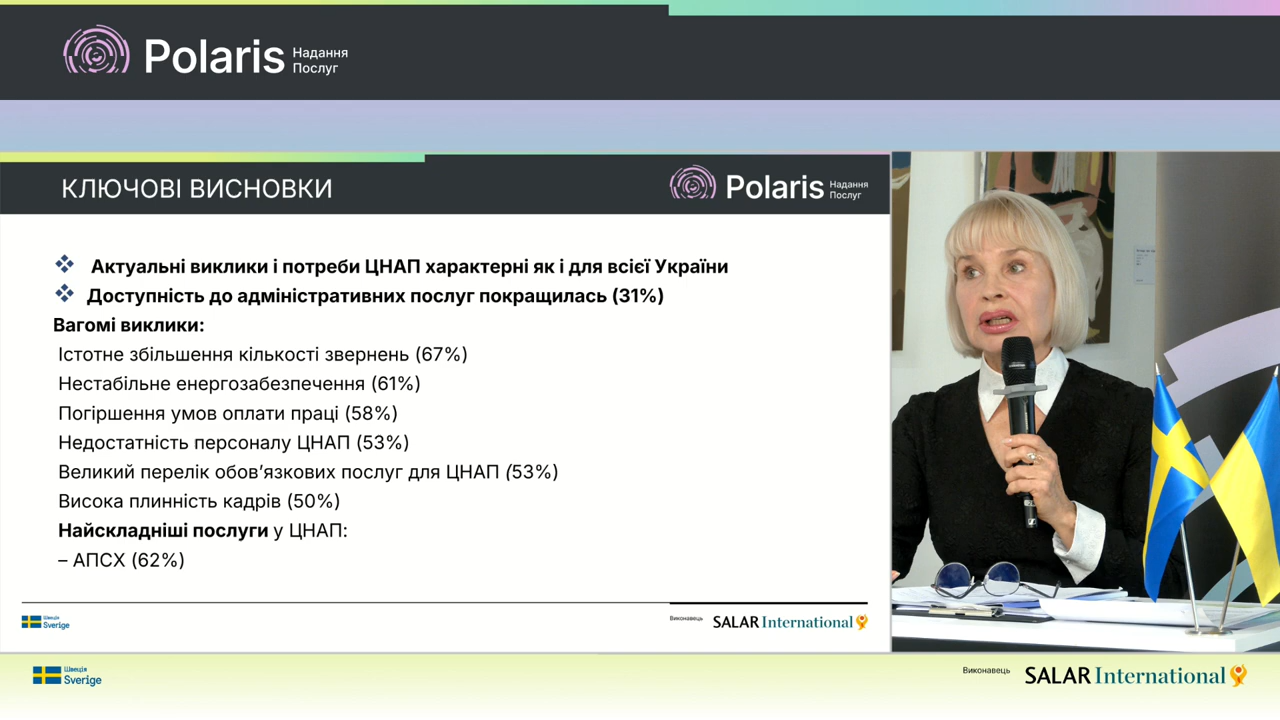 Polaris Надання
Послуг
КЛЮЧОВІ ВИСНОВКИ
Polaris Надання
Послуг
❖ Актуальні виклики і потреби ЦНАП характерні як і для всієї України
❖ Доступність до адміністративних послуг покращилась (31%)
Вагомі виклики:
Істотне збільшення кількості звернень (67%)
Нестабільне енергозабезпечення (61%)
Погіршення умов оплати праці (58%)
Недостатність персоналу ЦНАП (53%)
Великий перелік обов’язкових послуг для ЦНАП (53%)
Висока плинність кадрів (50%)
Найскладніші послуги у ЦНАП:
– АПСХ (62%)
Швеція
Sverige
Виконавець SALAR International
Швеція
Sverige
Виконавець SALAR International